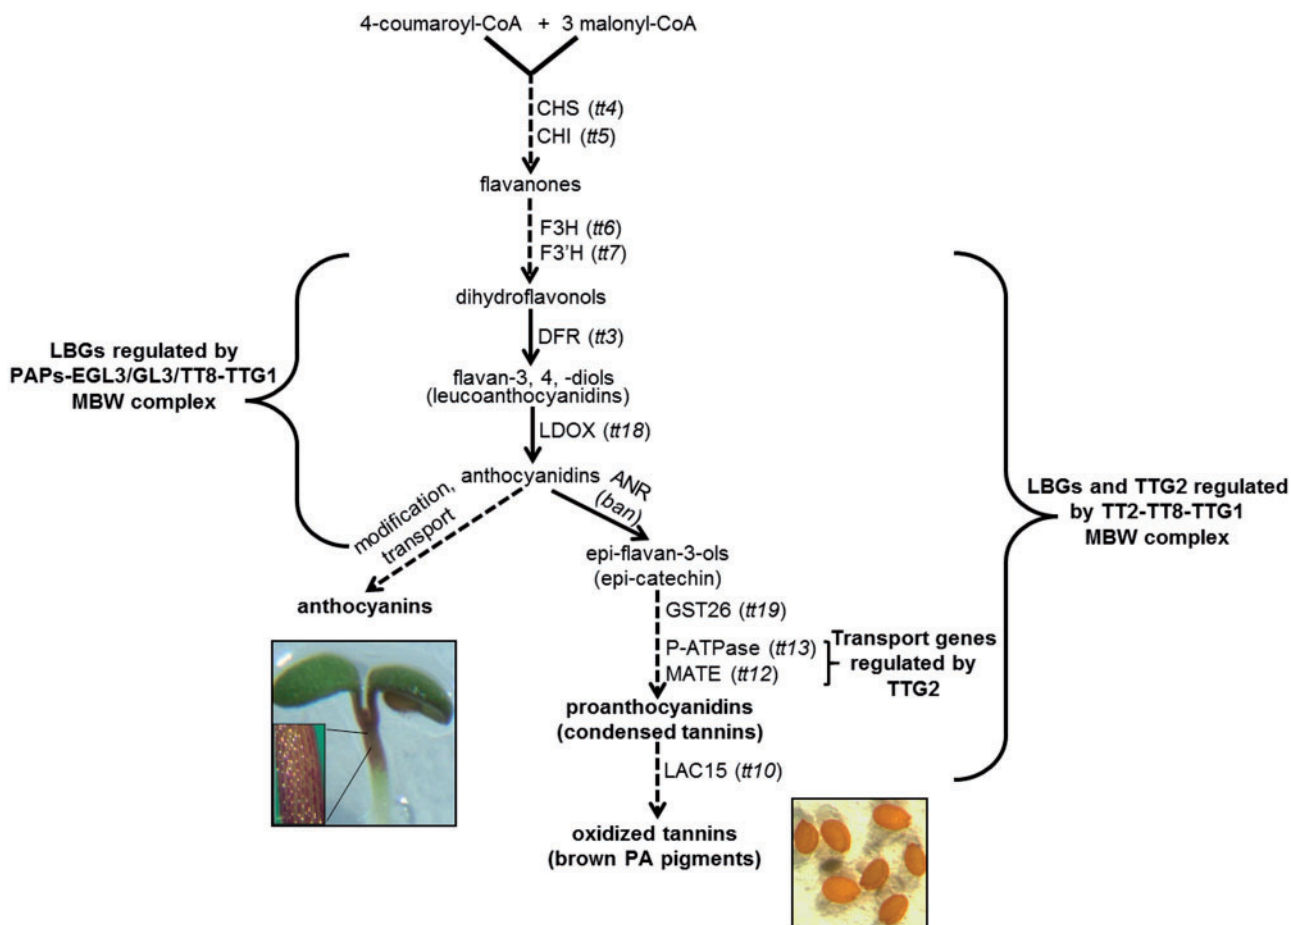 4-coumaroyl-CoA + 3 malonyl-CoA
CHS (tt4)
CHI (tt5)
flavanones
F3H (tt6)
F3'H (tt7)
dihydroflavonols
DFR (tt3)
flavan-3, 4, -diols
(leucoanthocyanidins)
LDOX (tt18)
anthocyanidins
LBGs regulated by
PAPs-EGL3/GL3/TT8-TTG1
MBW complex
modification,
transport
anthocyanins
ANR
(ban)
epi-flavan-3-ols
(epi-catechin)
GST26 (tt19)
P-ATPase (tt13)
MATE (tt12)
Transport genes
regulated by
TTG2
proanthocyanidins
(condensed tannins)
LAC15 (tt10)
oxidized tannins
(brown PA pigments)
LBGs and TTG2 regulated
by TT2-TT8-TTG1
MBW complex